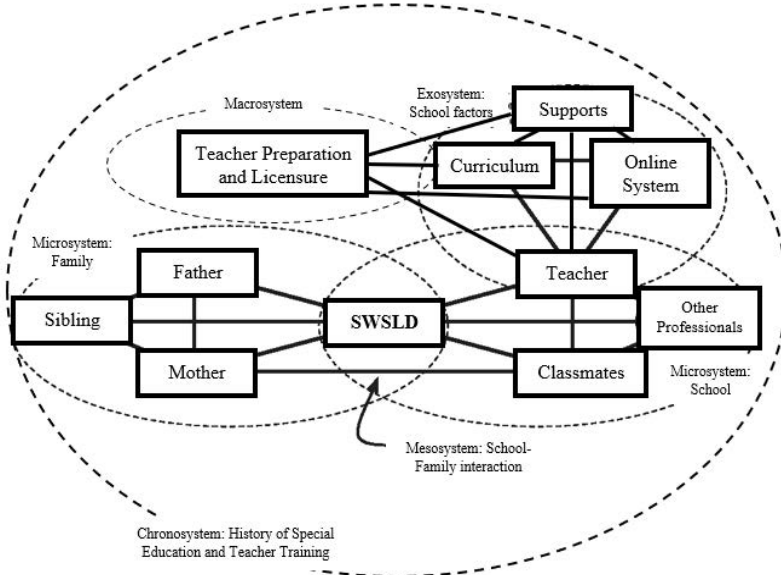 Macrosystem
Exosystem:
School factors
Supports
Teacher Preparation
and Licensure
Curriculum
Online
System
Microsystem:
Family
Father
Teacher
Sibling
SWSLD
Other
Professionals
Mother
Classmates
Microsystem:
School
Mesosystem: School-
Family interaction
Chronosystem: History of Special
Education and Teacher Training